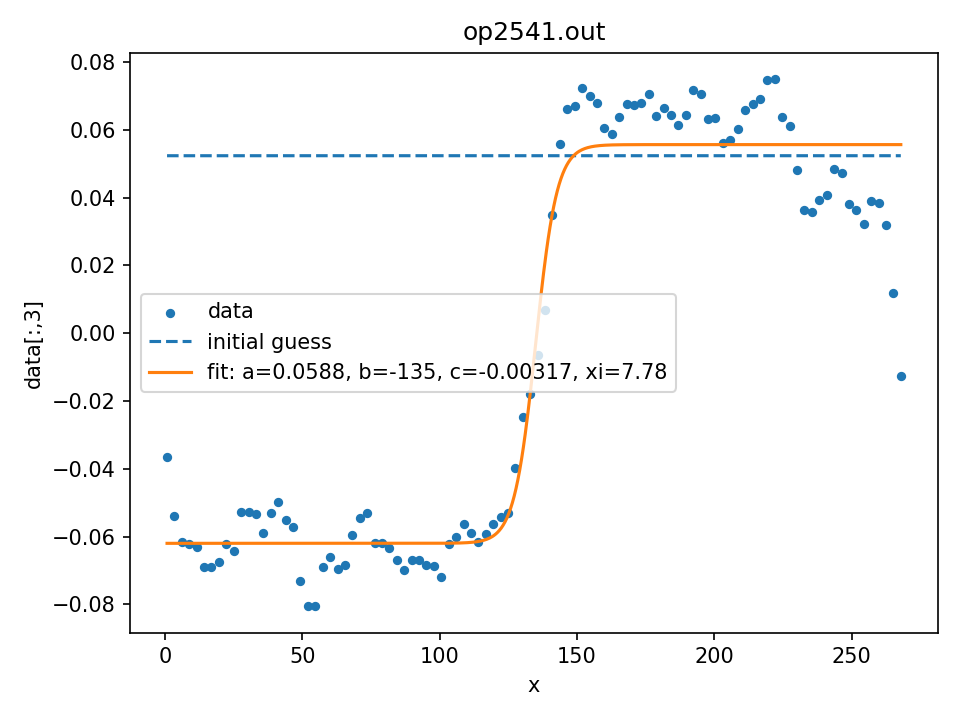 op2541.out
data[:,3]
0.08
0.06
0.04
0.02
0.00
−0.02
−0.04
−0.06
−0.08
data
initial guess
fit: a=0.0588, b=-135, c=-0.00317, xi=7.78
0 50 100 150 200 250
x